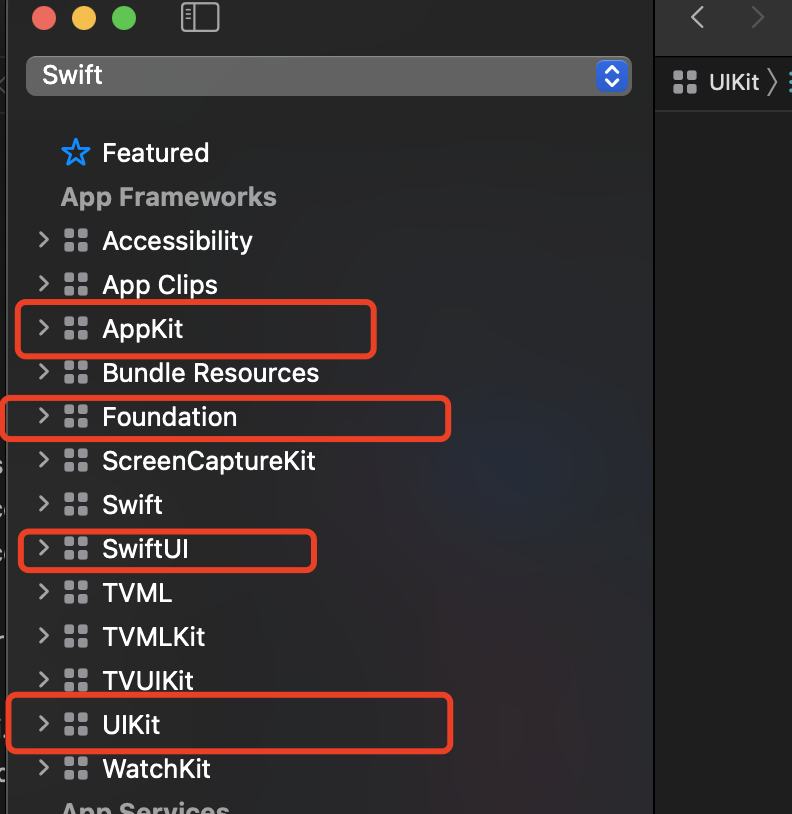 Swift
UIKit
Featured
App Frameworks
Accessibility
App Clips
AppKit
Bundle Resources
Foundation
ScreenCaptureKit
Swift
SwiftUI
TVML
TVMLKit
TVUIKit
UIKit
WatchKit
App Services